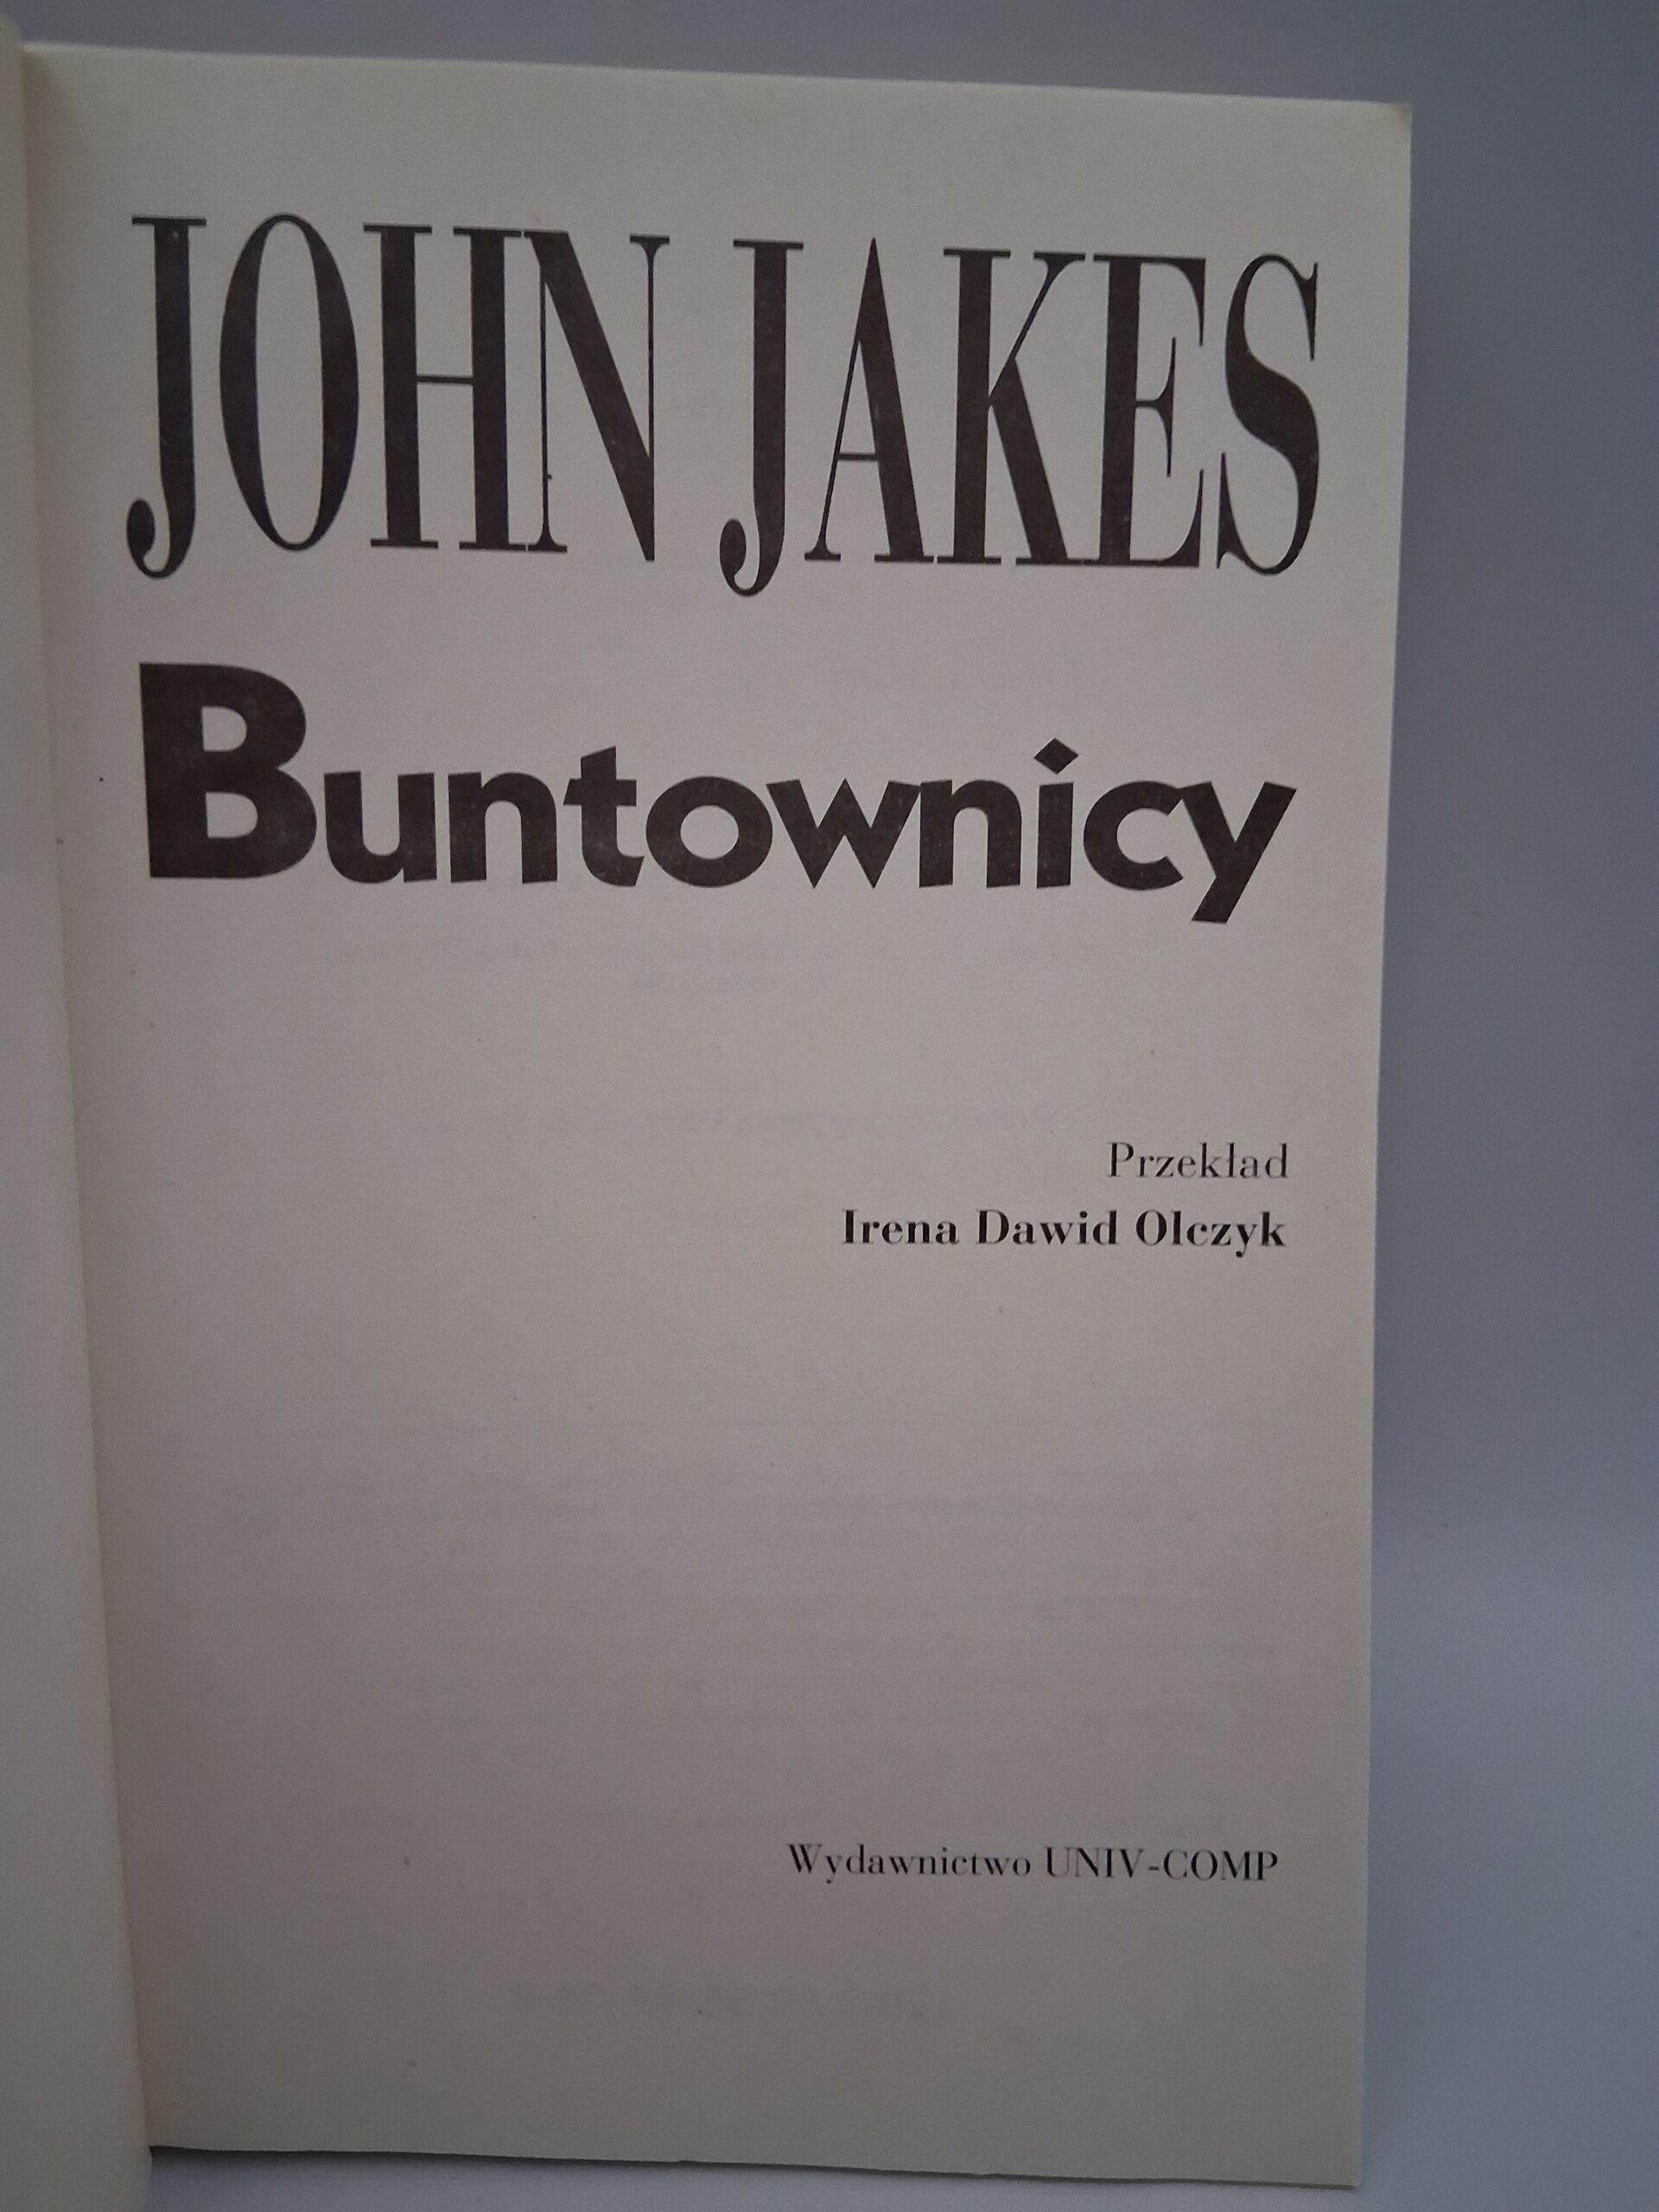 JOHN JAKES
Buntownicy
Przekład
Irena Dawid Olczyk
Wydawnictwo UNIV-COMP